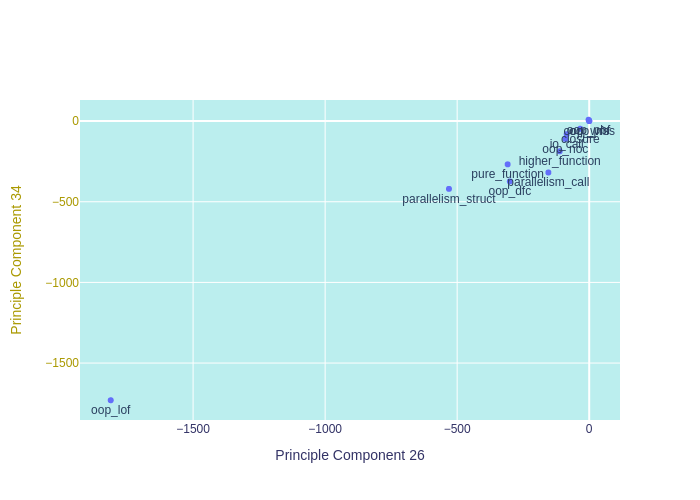 0
−500
−1000
−1500
Principle Component 34
closure
io_call
oop_noc
higher_function
pure_function
parallelism_call
oop_dfc
parallelism_struct
oop_lof
−1500
−1000
−500
0
Principle Component 26